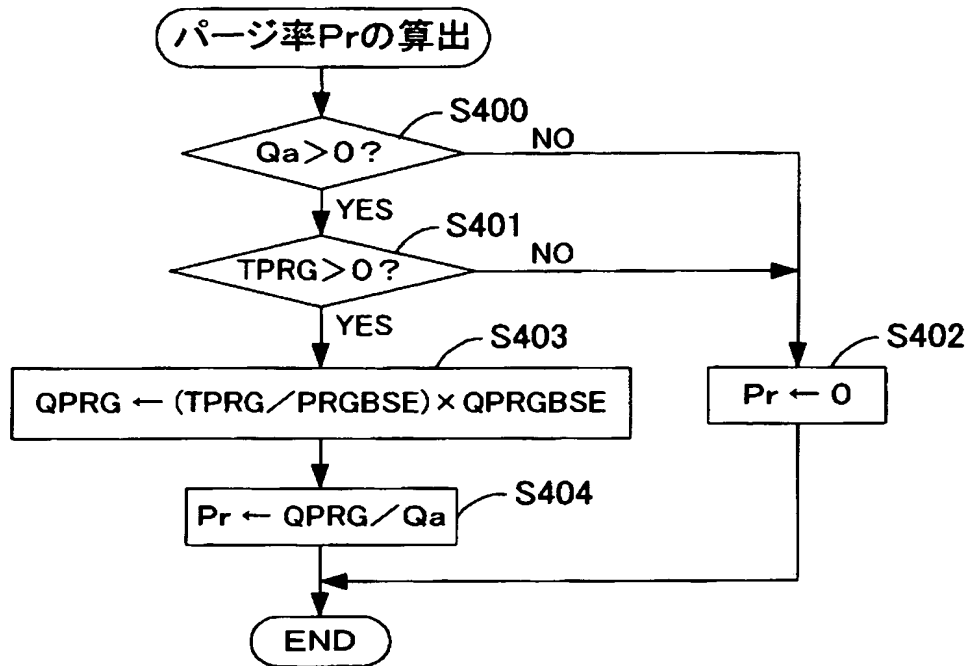 パージ率Prの算出
S400
Qa>0?
NO
YES
S401
TPRG>0?
NO
YES
S403
QPRG ← (TPRG/PRGBSE)×QPRGBSE
S402
Pr ← 0
S404
Pr ← QPRG/Qa
END